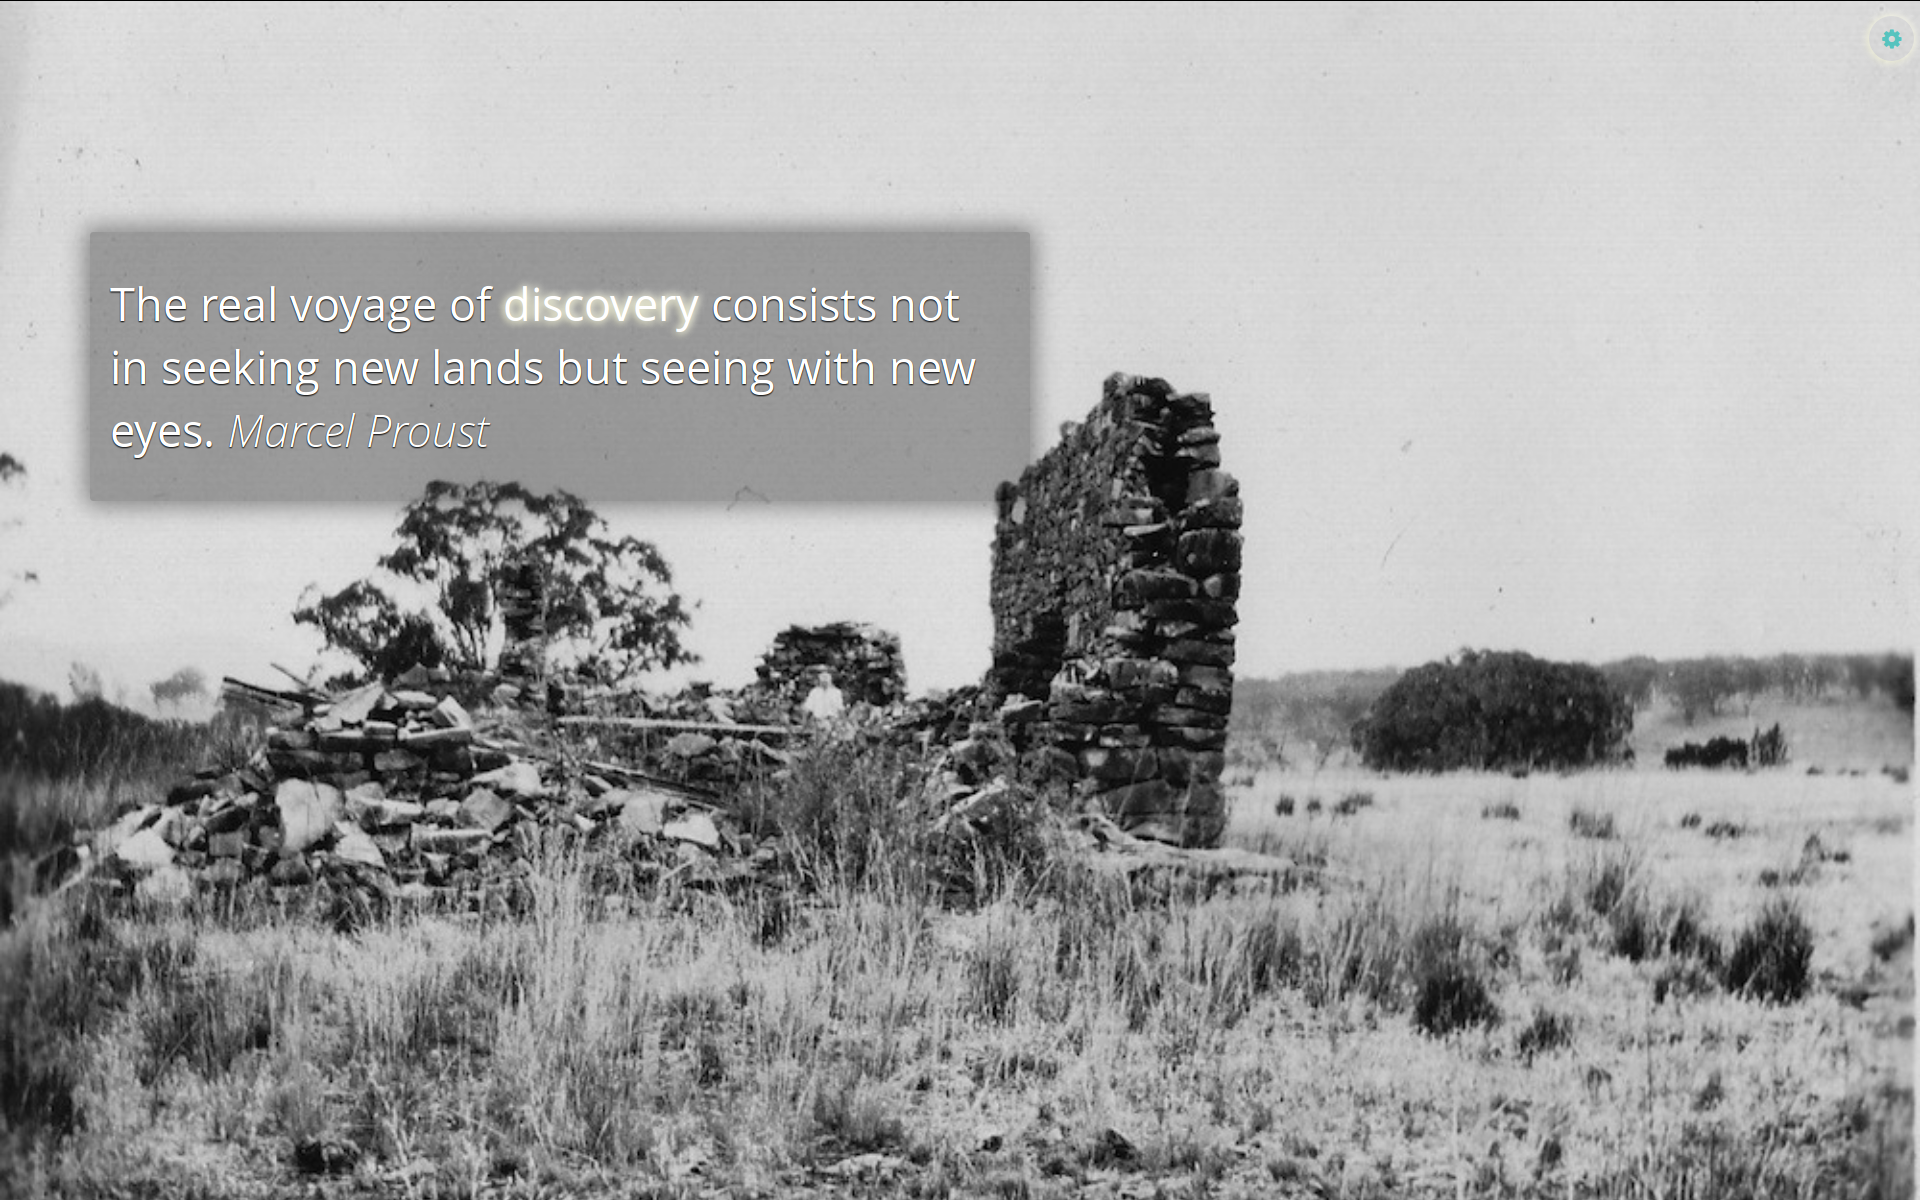 The real voyage of discovery consists not
in seeking new lands but seeing with new
eyes. Marcel Proust